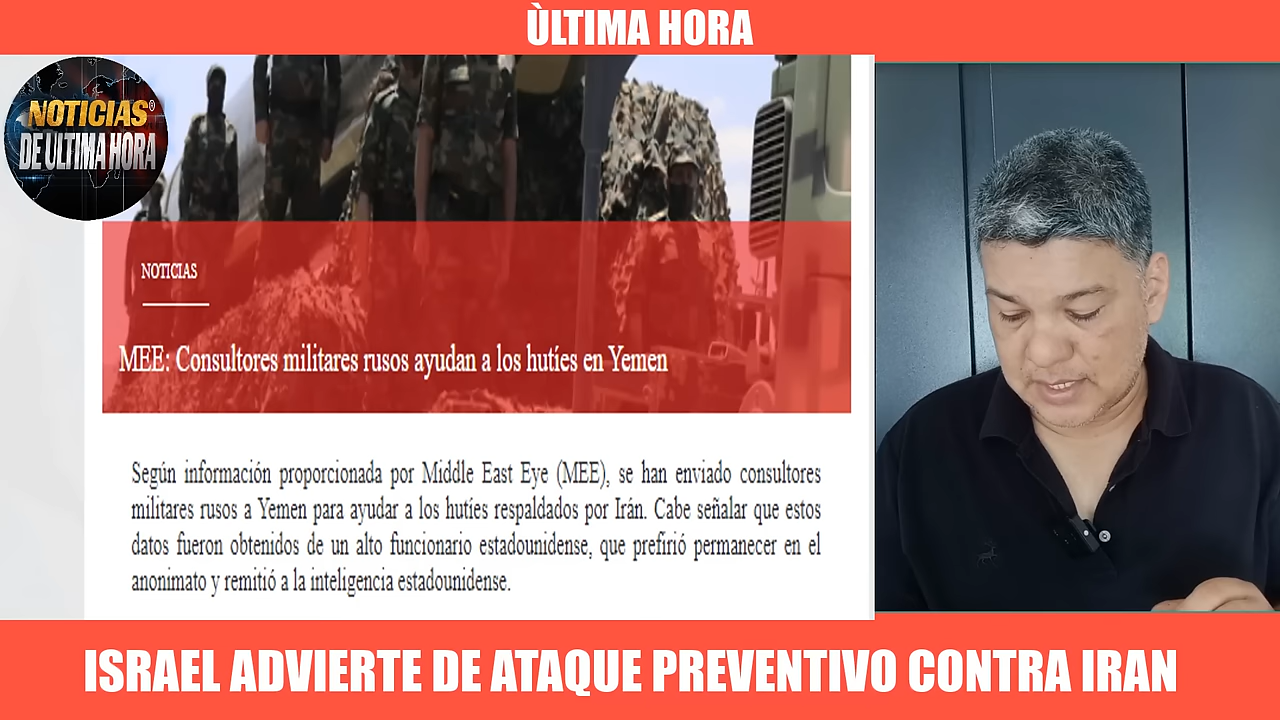 ÙLTIMA HORA
NOTICIAS®
DE ULTIMA HORA
NOTICIAS
MEE: Consultores militares rusos ayudan a los hutíes en Yemen
Según información proporcionada por Middle East Eye (MEE), se han enviado consultores
militares rusos a Yemen para ayudar a los hutíes respaldados por Irán. Cabe señalar que estos
datos fueron obtenidos de un alto funcionario estadounidense, que prefirió permanecer en el
anonimato y remitió a la inteligencia estadounidense.
ISRAEL ADVIERTE DE ATAQUE PREVENTIVO CONTRA IRAN